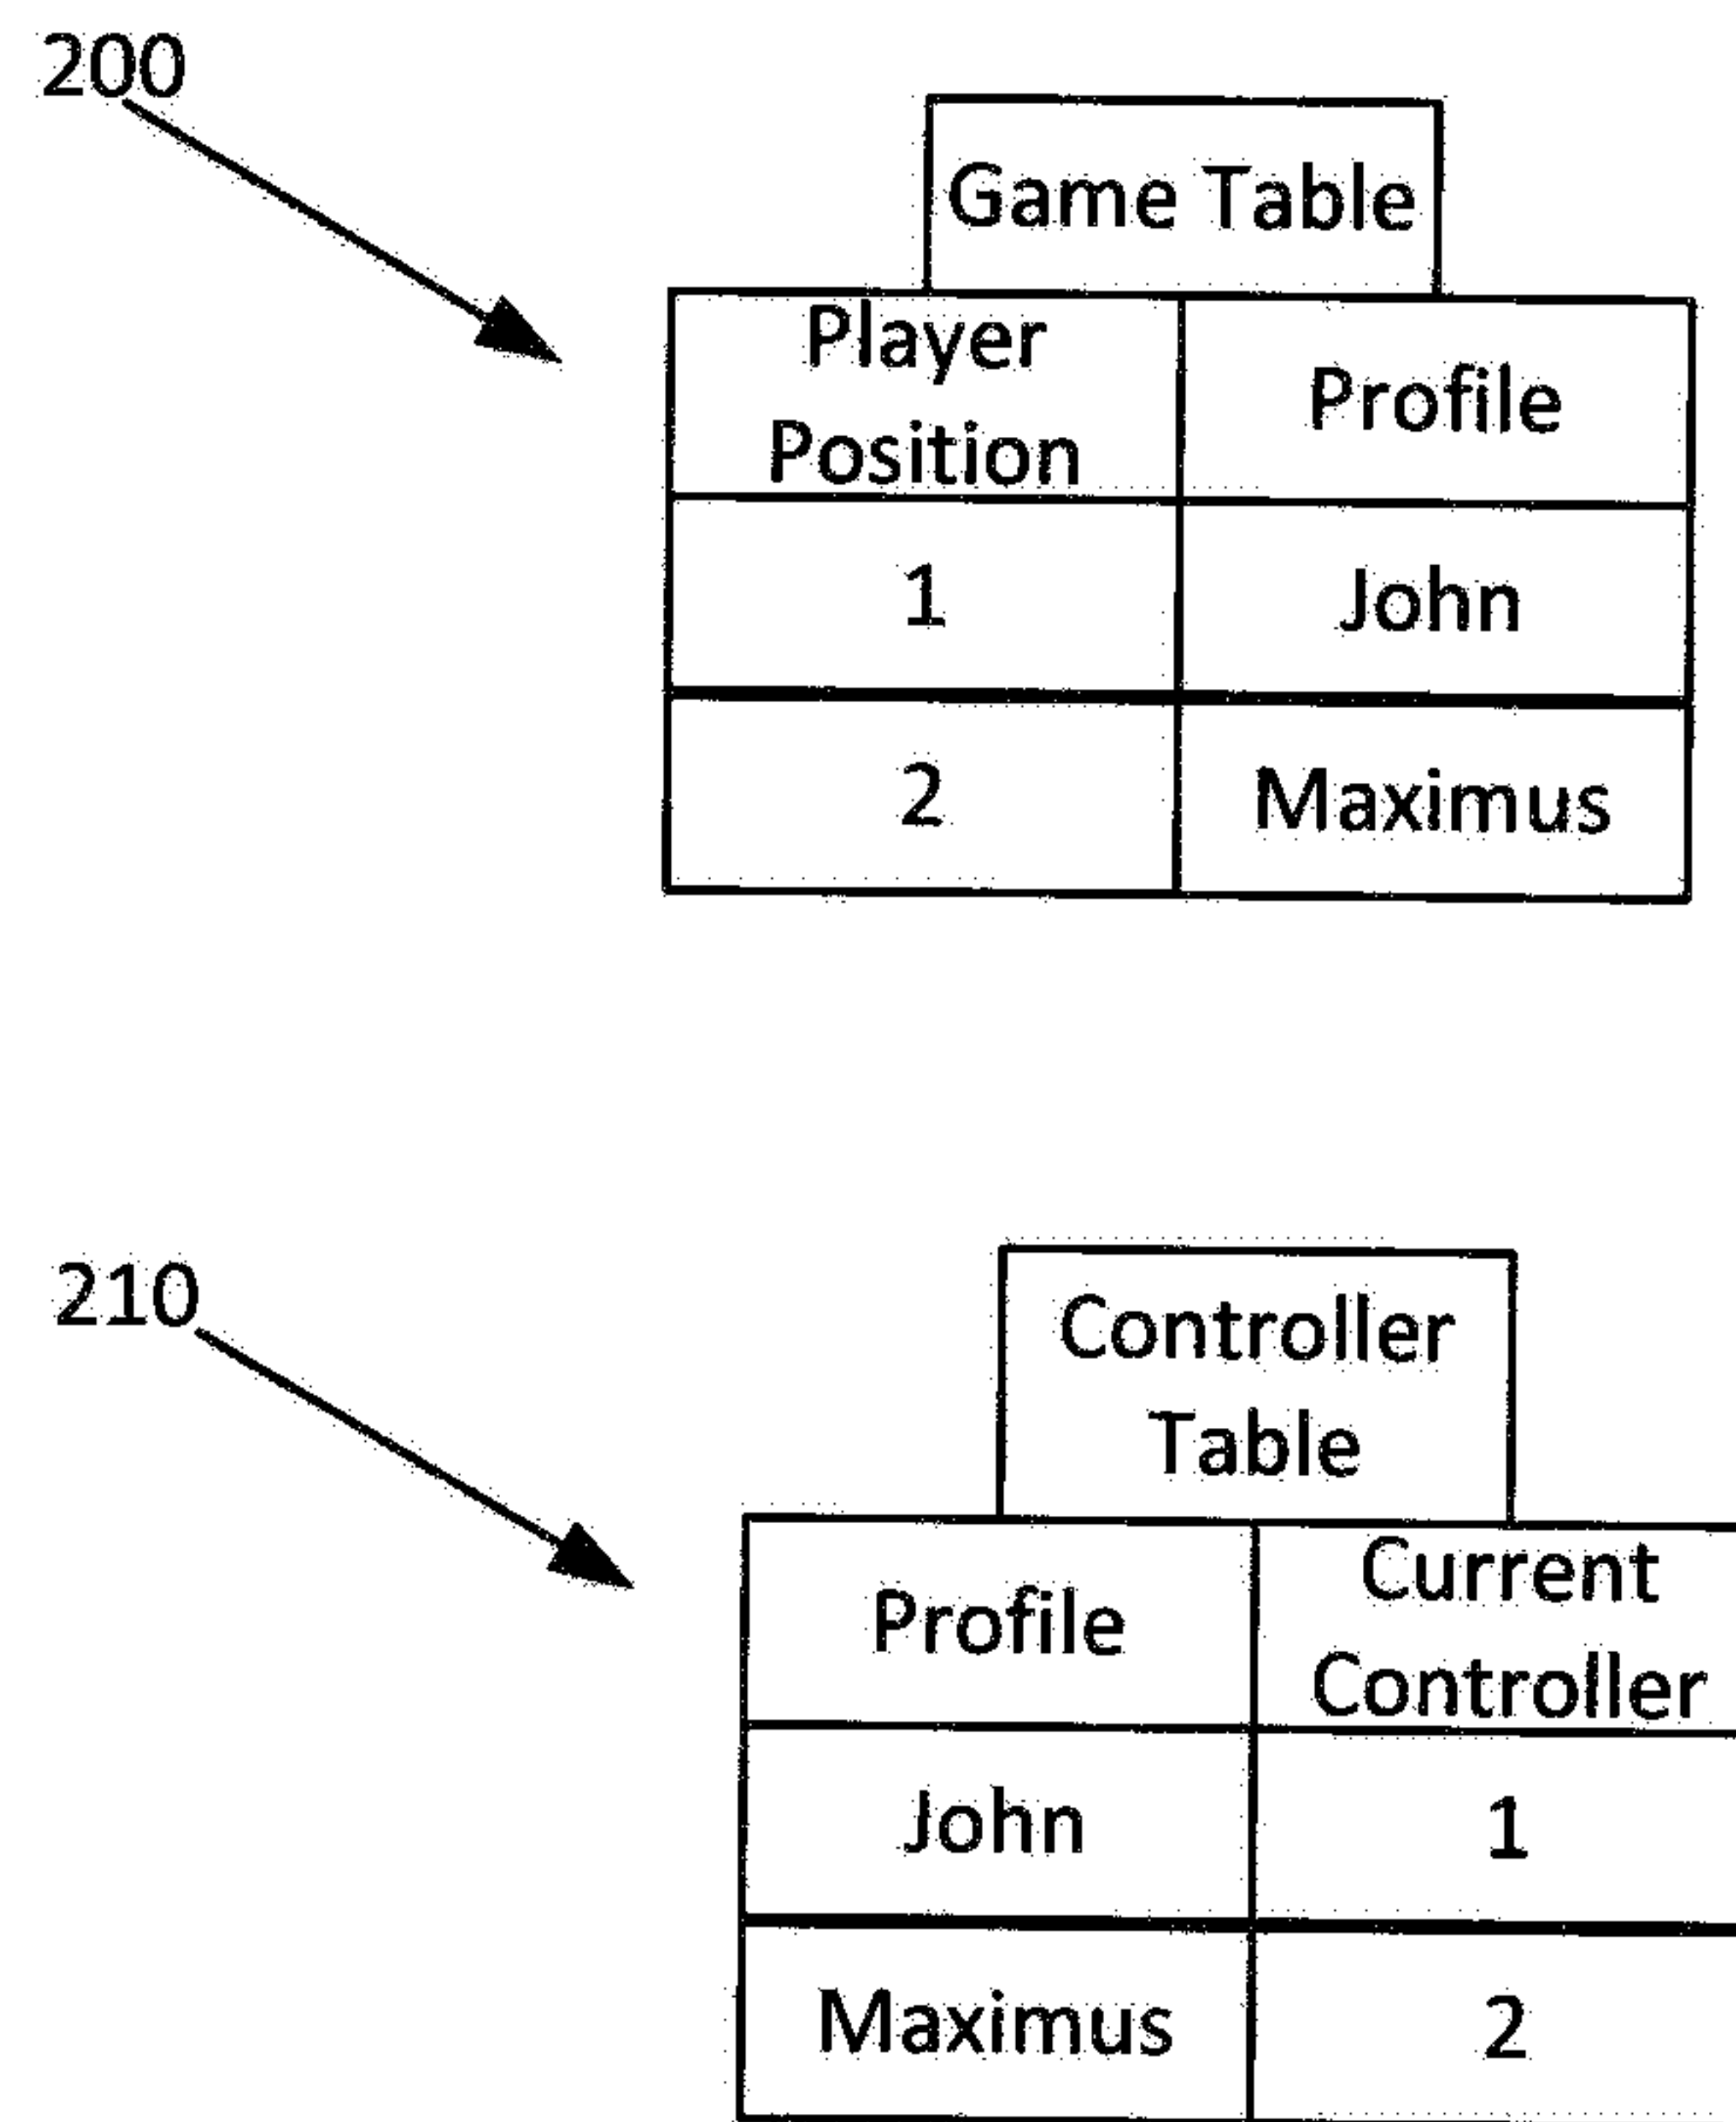 200
Game Table
Player
Position
Profile
1
John
2
Maximus
210
Controller
Table
Profile
Current
Controller
John
1
Maximus
2